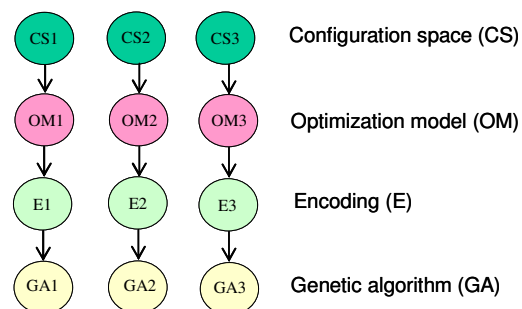 CS1 CS2 CS3 Configuration space (CS)
OM1 OM2 OM3 Optimization model (OM)
E1 E2 E3 Encoding (E)
GA1 GA2 GA3 Genetic algorithm (GA)